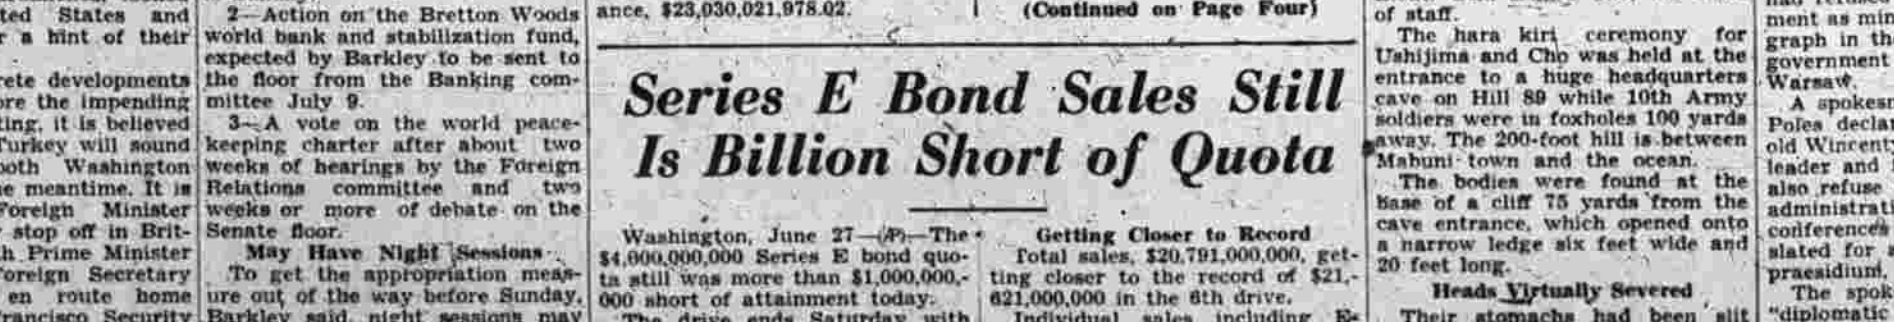 ted States and
r a hint of their
rete developments
ore the impending
ting, it is believed
Turkey will sound
both Washington
e meantime. It is
Foreign Minister
stop off in Brit-
h Prime Minister
oreign Secretary
en route home
rancisco Security
2—Action on the Bretton Woods
world bank and stabilization fund,
expected by Barkley to be sent to
the floor from the Banking com-
mittee July 9.
3—A vote on the world peace-
keeping charter after about two
weeks of hearings by the Foreign
Relations committee and two
weeks or more of debate on the
Senate floor.
May Have Night Sessions
To get the appropriation meas-
ure out of the way before Sunday,
Barkley said, night sessions may
ance, $23,030,021,978.02.
(Continued on Page Four)
Series E Bond Sales Still
Is Billion Short of Quota
Washington, June 27—(AP)—The
$4,000,000,000 Series E bond quo-
ta still was more than $1,000,000,-
000 short of attainment today.
The drive ends Saturday with
Getting Closer to Record
Total sales, $20,791,000,000, get-
ting closer to the record of $21,-
621,000,000 in the 6th drive.
Individual sales including E-
of staff.
The hara kiri ceremony for
Ushijima and Cho was held at the
entrance to a huge headquarters
cave on Hill 89 while 10th Army
soldiers were in foxholes 100 yards
away. The 200-foot hill is between
Mabuni town and the ocean.
The bodies were found at the
base of a cliff 75 yards from the
cave entrance, which opened onto
a narrow ledge six feet wide and
20 feet long.
Heads Virtually Severed
Their stomachs had been slit
ment as min
graph in th
government
Warsaw.
A spokesm
Poles declar
old Wincenty
leader and
also refuse
administrati
conferences
slated for a
praesidium,
The spok
"diplomatic